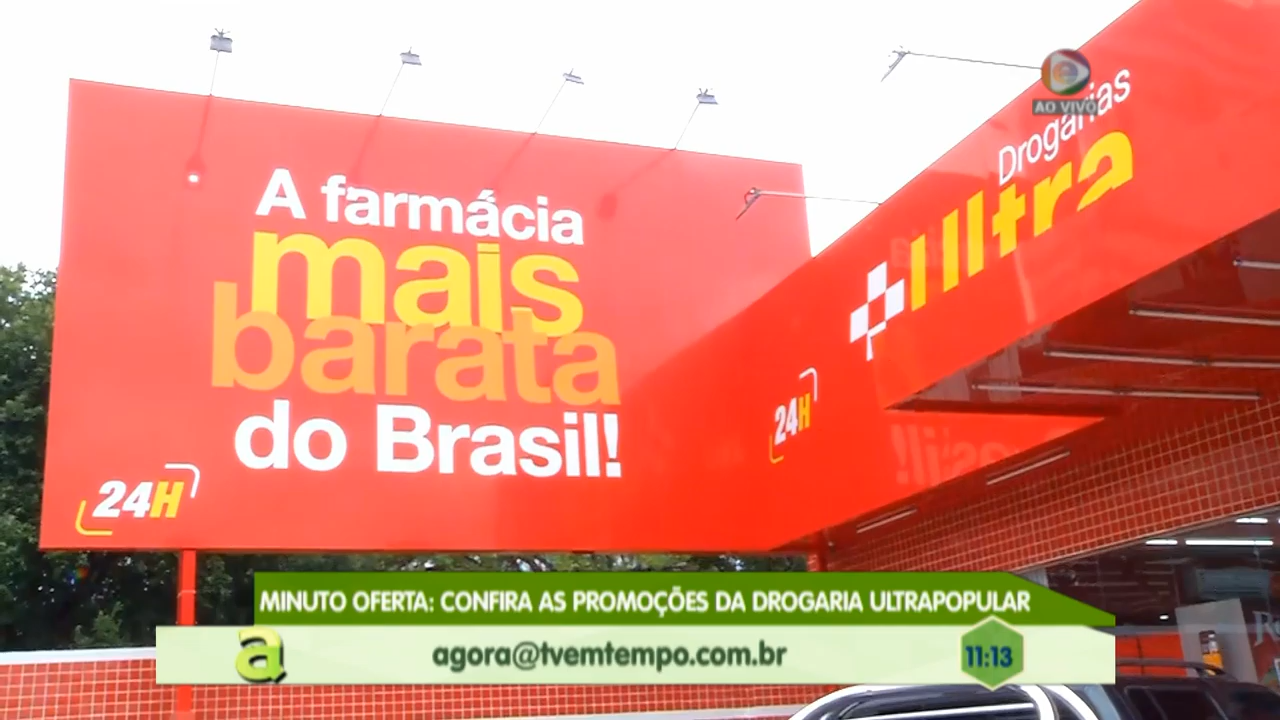 AO VIVO
Drogarias
Ultra
A farmácia
mais
barata
do Brasil!
24H
24H
MINUTO OFERTA: CONFIRA AS PROMOÇÕES DA DROGARIA ULTRAPOPULAR
a agora@tvemtempo.com.br 11:13